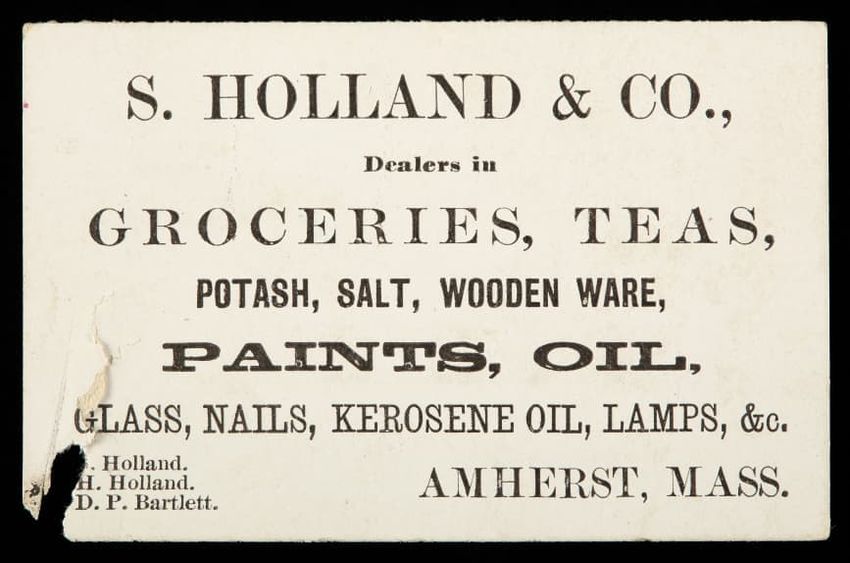 S. HOLLAND & CO.,
Dealers in
GROCERIES, TEAS,
POTASH, SALT, WOODEN WARE,
PAINTS, OIL,
GLASS, NAILS, KEROSENE OIL, LAMPS, &c.
Holland.
H. Holland.
D. P. Bartlett.
AMHERST, MASS.